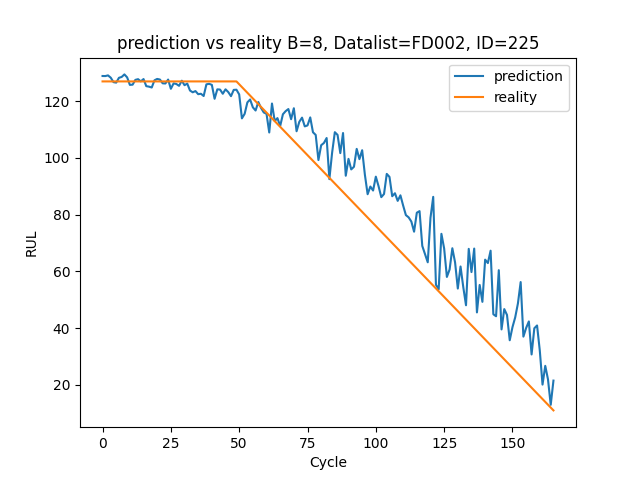 prediction vs reality B=8, Datalist=FD002, ID=225
prediction
reality
RUL
120
100
80
60
40
20
0 25 50 75 100 125 150
Cycle